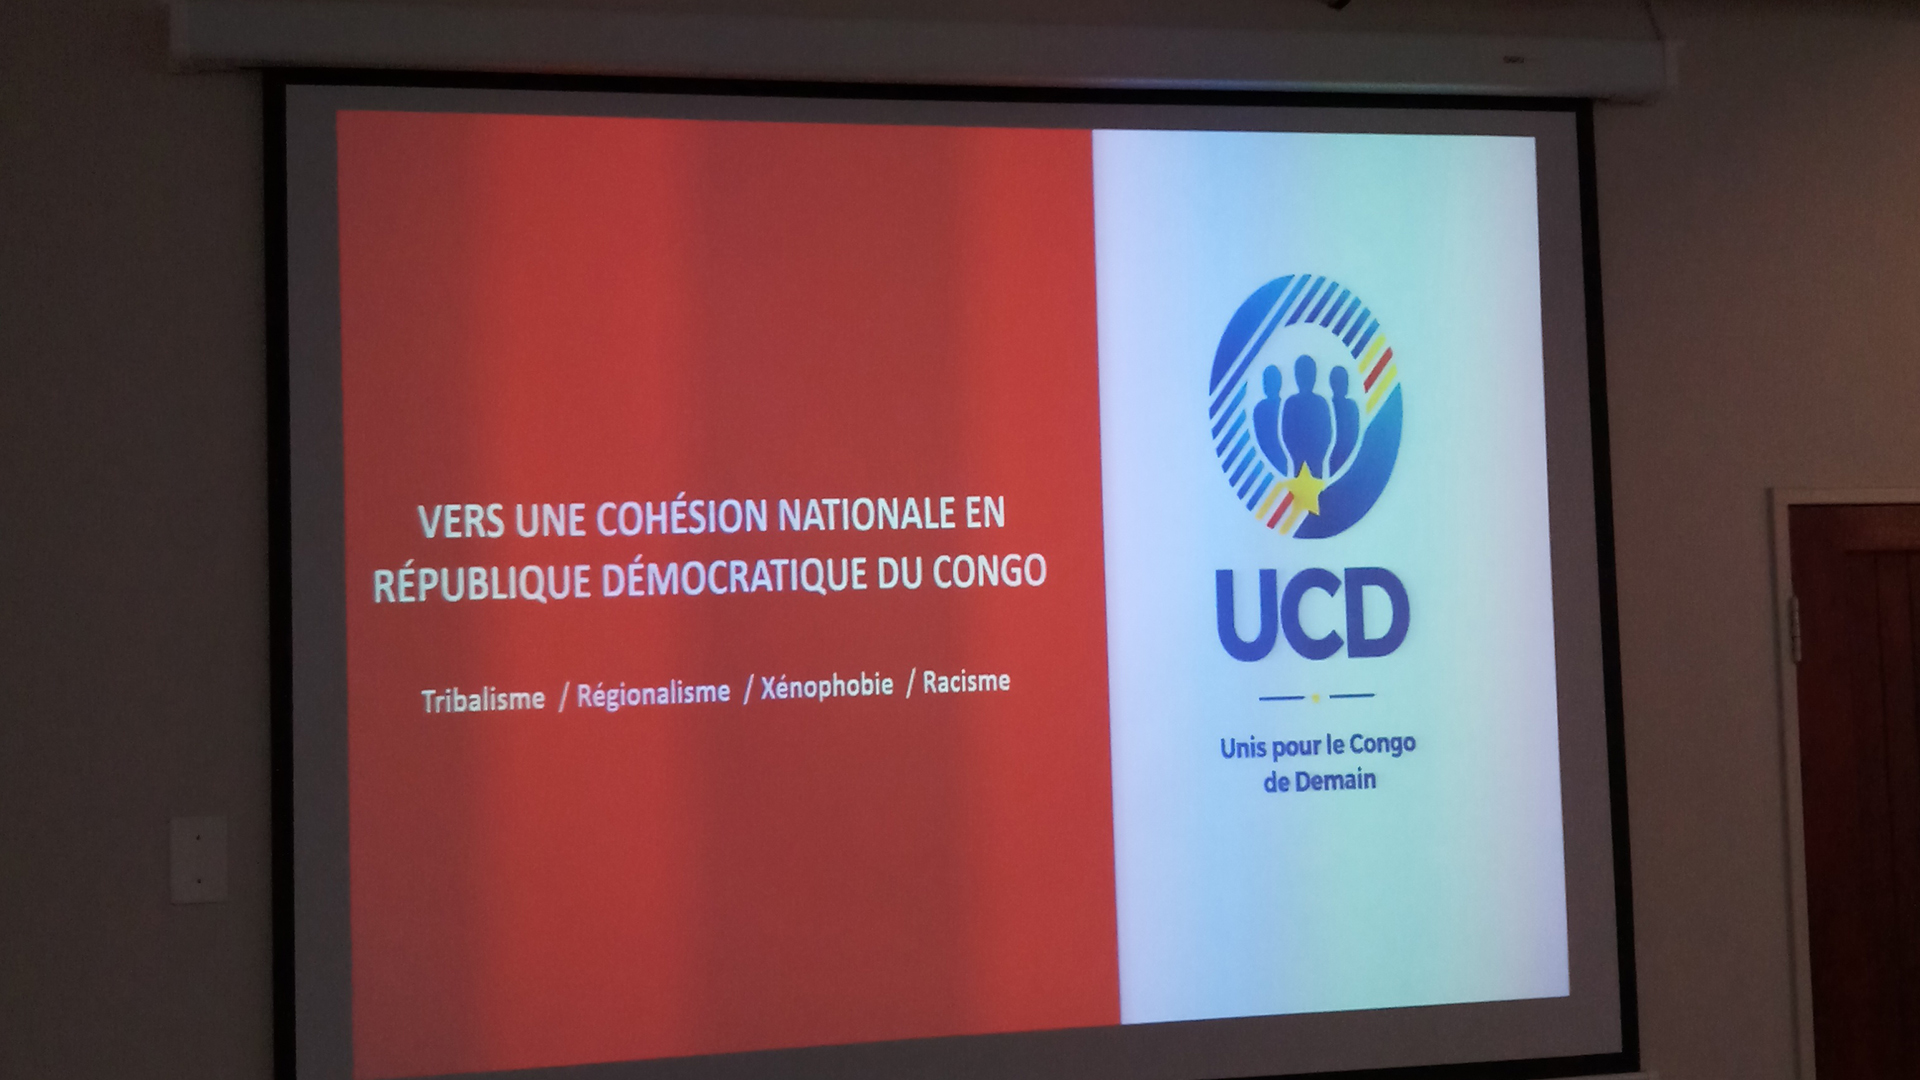 VERS UNE COHÉSION NATIONALE EN
RÉPUBLIQUE DÉMOCRATIQUE DU CONGO
Tribalisme / Régionalisme / Xénophobie / Racisme
UCD
Unis pour le Congo
de Demain